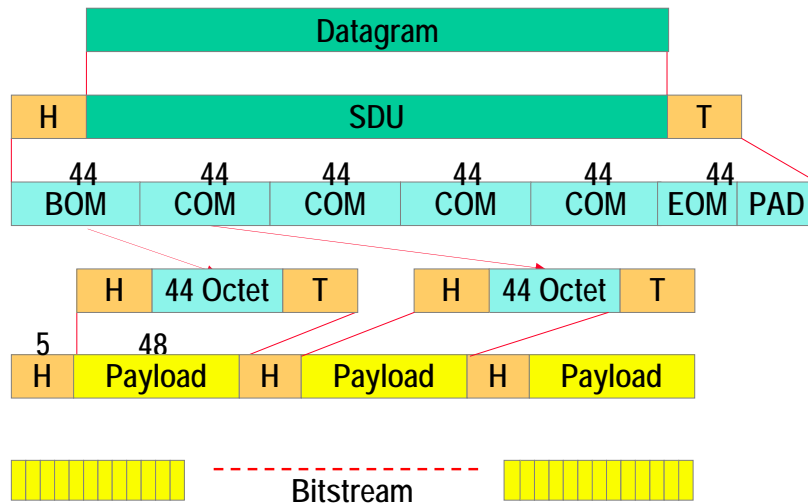 Datagram
H SDU T
44 44 44 44 44 44
BOM COM COM COM COM EOM PAD
H 44 Octet T H 44 Octet T
5 48
H Payload H Payload H Payload
Bitstream